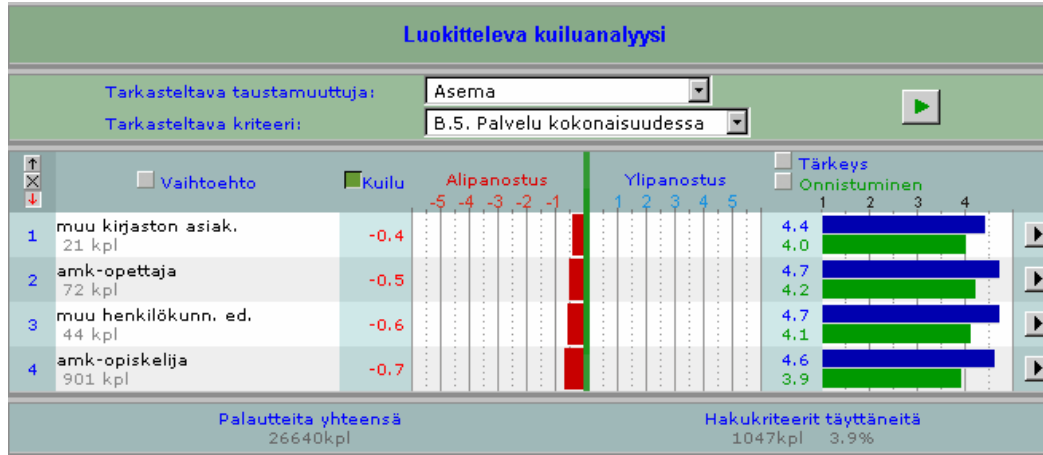 Luokitteleva kuiluanalyysi
Tarkasteltava taustamuuttuja: Asema
Tarkasteltava kriteeri: B.5. Palvelu kokonaisuudessa
Vaihtoehto Kuilu Alipanostus Ylipanostus Tärkeys
Onnistuminen
-5 -4 -3 -2 -1 1 2 3 4 5 1 2 3 4
1 muu kirjaston asiak. -0.4 4.4
21 kpl 4.0
2 amk-opettaja -0.5 4.7
72 kpl 4.2
3 muu henkilökunn. ed. -0.6 4.7
44 kpl 4.1
4 amk-opiskelija -0.7 4.6
901 kpl 3.9
Palautteita yhteensä Hakukriteerit täyttäneitä
26640kpl 1047kpl 3.9%